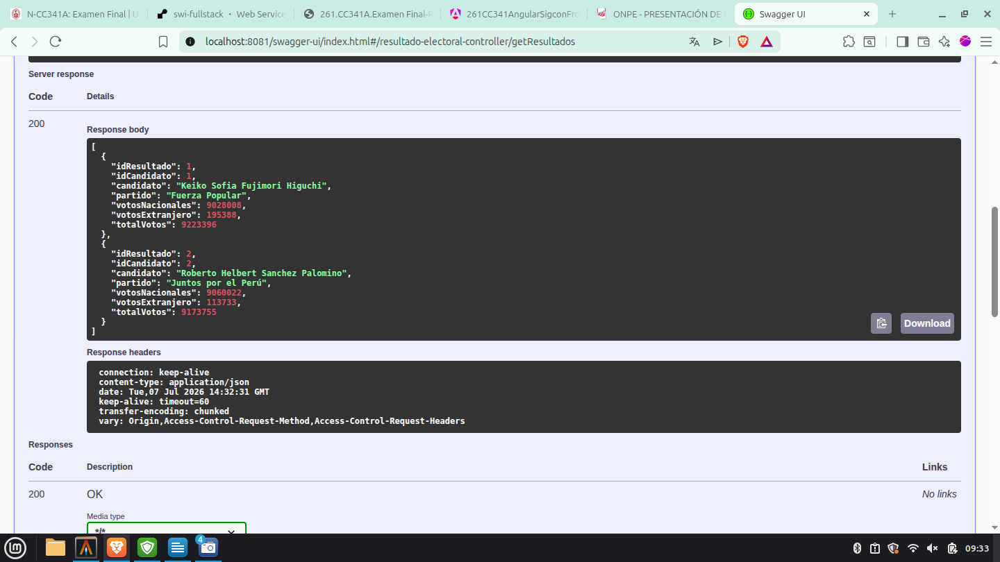 N-CC341A: Examen Final | U
swi-fullstack • Web Service
261.CC341A.Examen Final-P
261CC341AngularSigconFro
ONPE - PRESENTACIÓN DE
Swagger UI
localhost:8081/swagger-ui/index.html#/resultado-electoral-controller/getResultados
Server response
Code Details
200
Response body
[
{
"idResultado": 1,
"idCandidato": 1,
"candidato": "Keiko Sofia Fujimori Higuchi",
"partido": "Fuerza Popular",
"votosNacionales": 9028008,
"votosExtranjero": 195388,
"totalVotos": 9223396
},
{
"idResultado": 2,
"idCandidato": 2,
"candidato": "Roberto Helbert Sanchez Palomino",
"partido": "Juntos por el Perú",
"votosNacionales": 9060022,
"votosExtranjero": 113733,
"totalVotos": 9173755
}
]
Download
Response headers
connection: keep-alive
content-type: application/json
date: Tue,07 Jul 2026 14:32:31 GMT
keep-alive: timeout=60
transfer-encoding: chunked
vary: Origin,Access-Control-Request-Method,Access-Control-Request-Headers
Responses
Code Description Links
200 OK No links
Media type
*/*
4
09:33